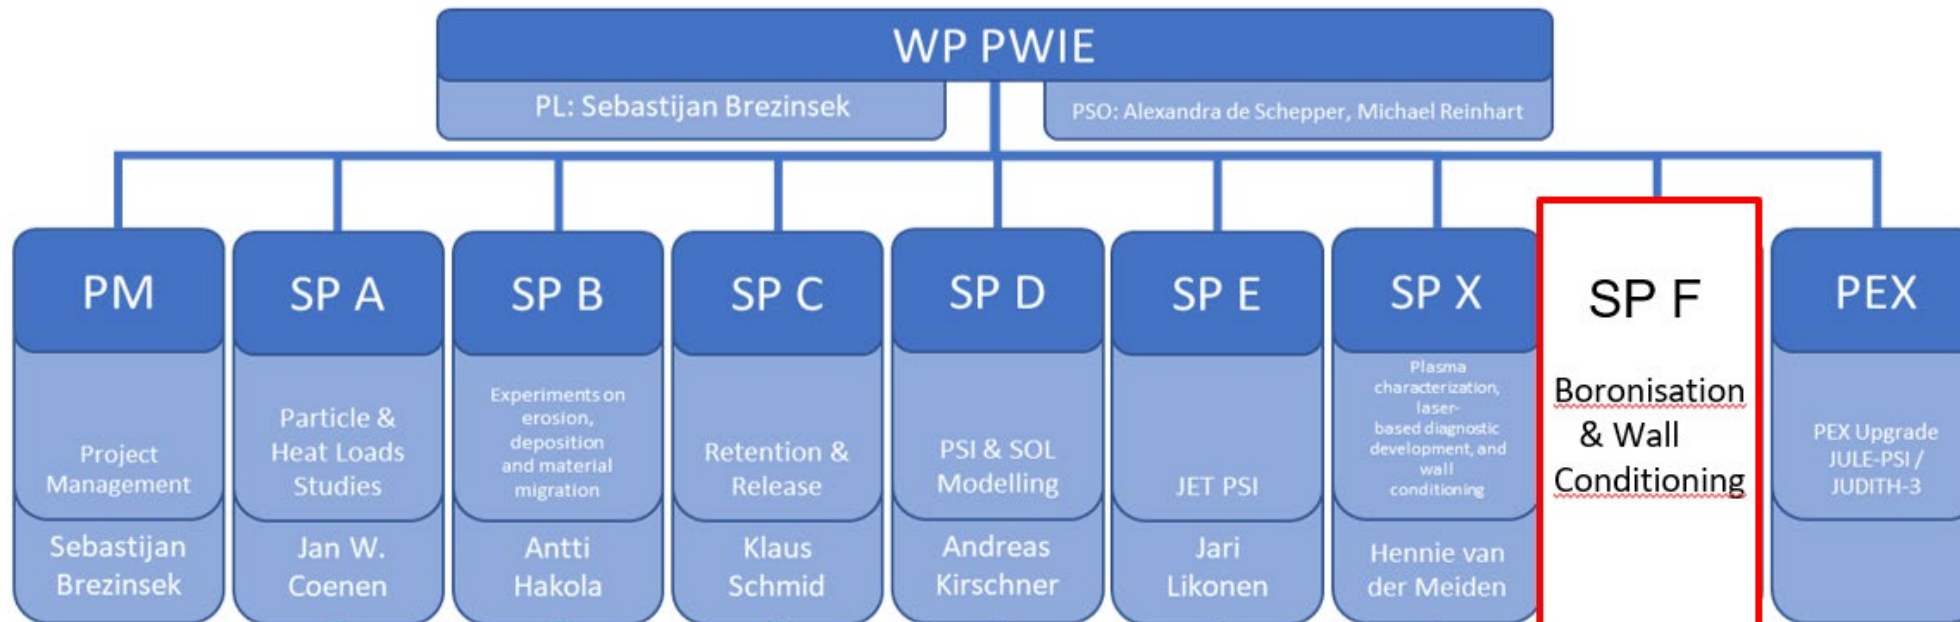 WP PWIE
PL: Sebastijan Brezinsek
PSO: Alexandra de Schepper, Michael Reinhart
PM
Project
Management
Sebastijan
Brezinsek
SP A
Particle &
Heat Loads
Studies
Jan W.
Coenen
SP B
Experiments on
erosion,
deposition
and material
migration
Antti
Hakola
SP C
Retention &
Release
Klaus
Schmid
SP D
PSI & SOL
Modelling
Andreas
Kirschner
SP E
JET PSI
Jari
Likonen
SP X
Plasma
characterization,
laser-
based diagnostic
development, and
wall
conditioning
Hennie van
der Meiden
SP F
Boronisation
& Wall
Conditioning
PEX
PEX Upgrade
JULE-PSI /
JUDITH-3